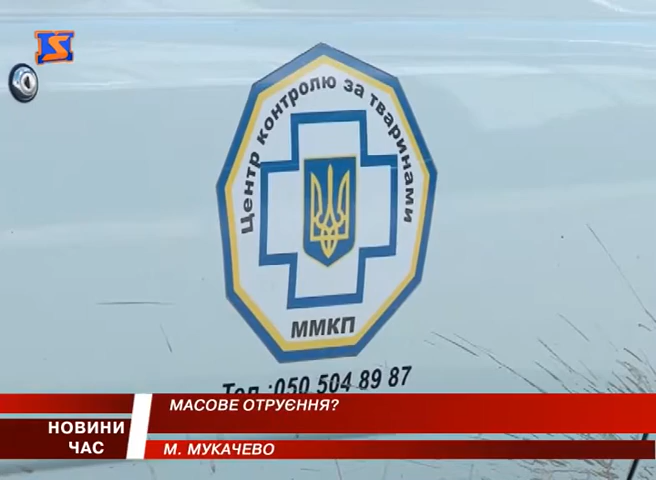 Центр контролю за тваринами
ММКП
Тел.:050 504 89 87
МАСОВЕ ОТРУЄННЯ?
НОВИНИ
ЧАС
М. МУКАЧЕВО